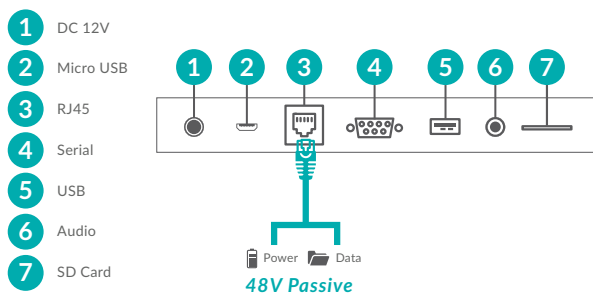 1 DC 12V
2 Micro USB
3 RJ45
4 Serial
5 USB
6 Audio
7 SD Card
1 2 3 4 5 6 7
Power Data
48V Passive